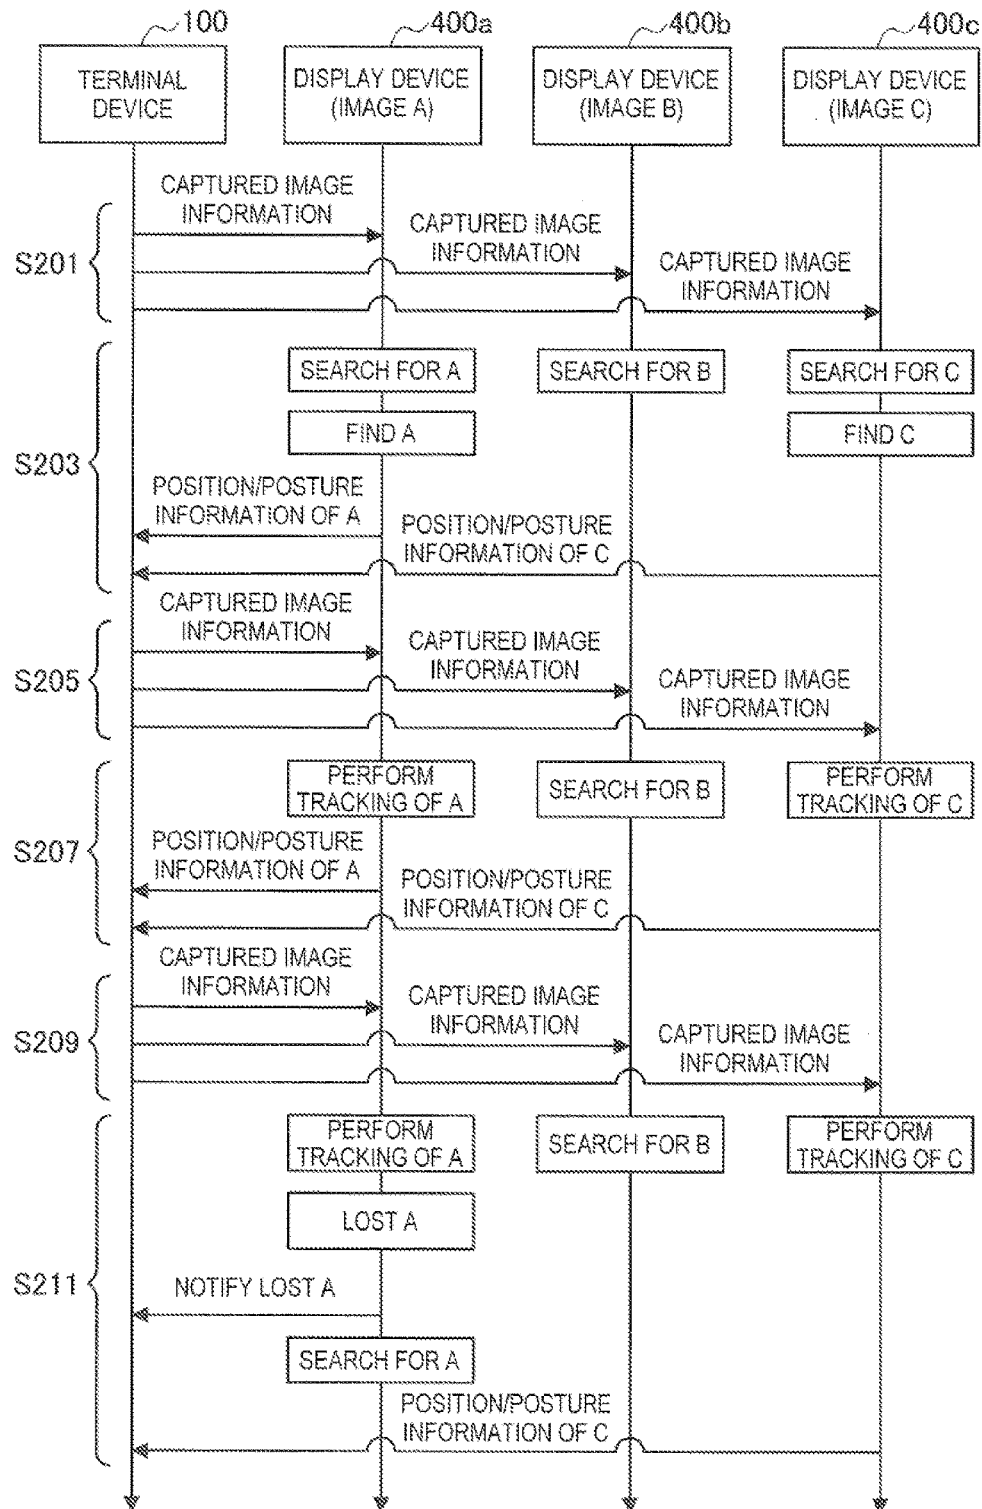 100
400a
400b
400c
TERMINAL
DEVICE
DISPLAY DEVICE
(IMAGE A)
DISPLAY DEVICE
(IMAGE B)
DISPLAY DEVICE
(IMAGE C)
S201
CAPTURED IMAGE
INFORMATION
CAPTURED IMAGE
INFORMATION
CAPTURED IMAGE
INFORMATION
S203
SEARCH FOR A
SEARCH FOR B
SEARCH FOR C
FIND A
FIND C
POSITION/POSTURE
INFORMATION OF A
POSITION/POSTURE
INFORMATION OF C
S205
CAPTURED IMAGE
INFORMATION
CAPTURED IMAGE
INFORMATION
CAPTURED IMAGE
INFORMATION
S207
PERFORM
TRACKING OF A
SEARCH FOR B
PERFORM
TRACKING OF C
POSITION/POSTURE
INFORMATION OF A
POSITION/POSTURE
INFORMATION OF C
S209
CAPTURED IMAGE
INFORMATION
CAPTURED IMAGE
INFORMATION
CAPTURED IMAGE
INFORMATION
S211
PERFORM
TRACKING OF A
SEARCH FOR B
PERFORM
TRACKING OF C
LOST A
NOTIFY LOST A
SEARCH FOR A
POSITION/POSTURE
INFORMATION OF C